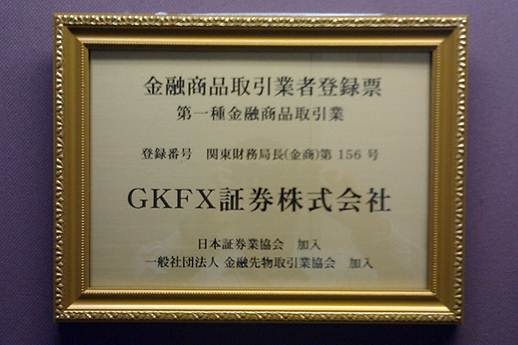 金融商品取引業者登録票
第一種金融商品取引業
登録番号 関東財務局長(金商)第 156 号
GKFX証券株式会社
日本証券業協会 加入
一般社団法人 金融先物取引業協会 加入